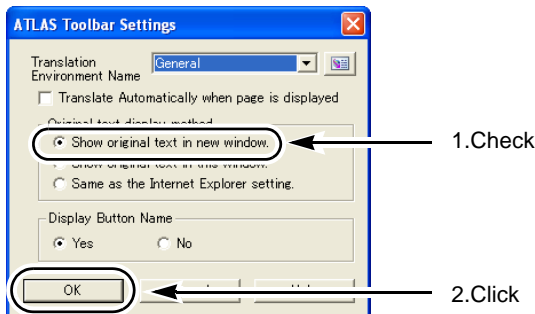 ATLAS Toolbar Settings
Translation
Environment Name
General
Translate Automatically when page is displayed
Original text display method
Show original text in new window.
1.Check
Show original text in this window.
Same as the Internet Explorer setting.
Display Button Name
Yes
No
OK
2.Click